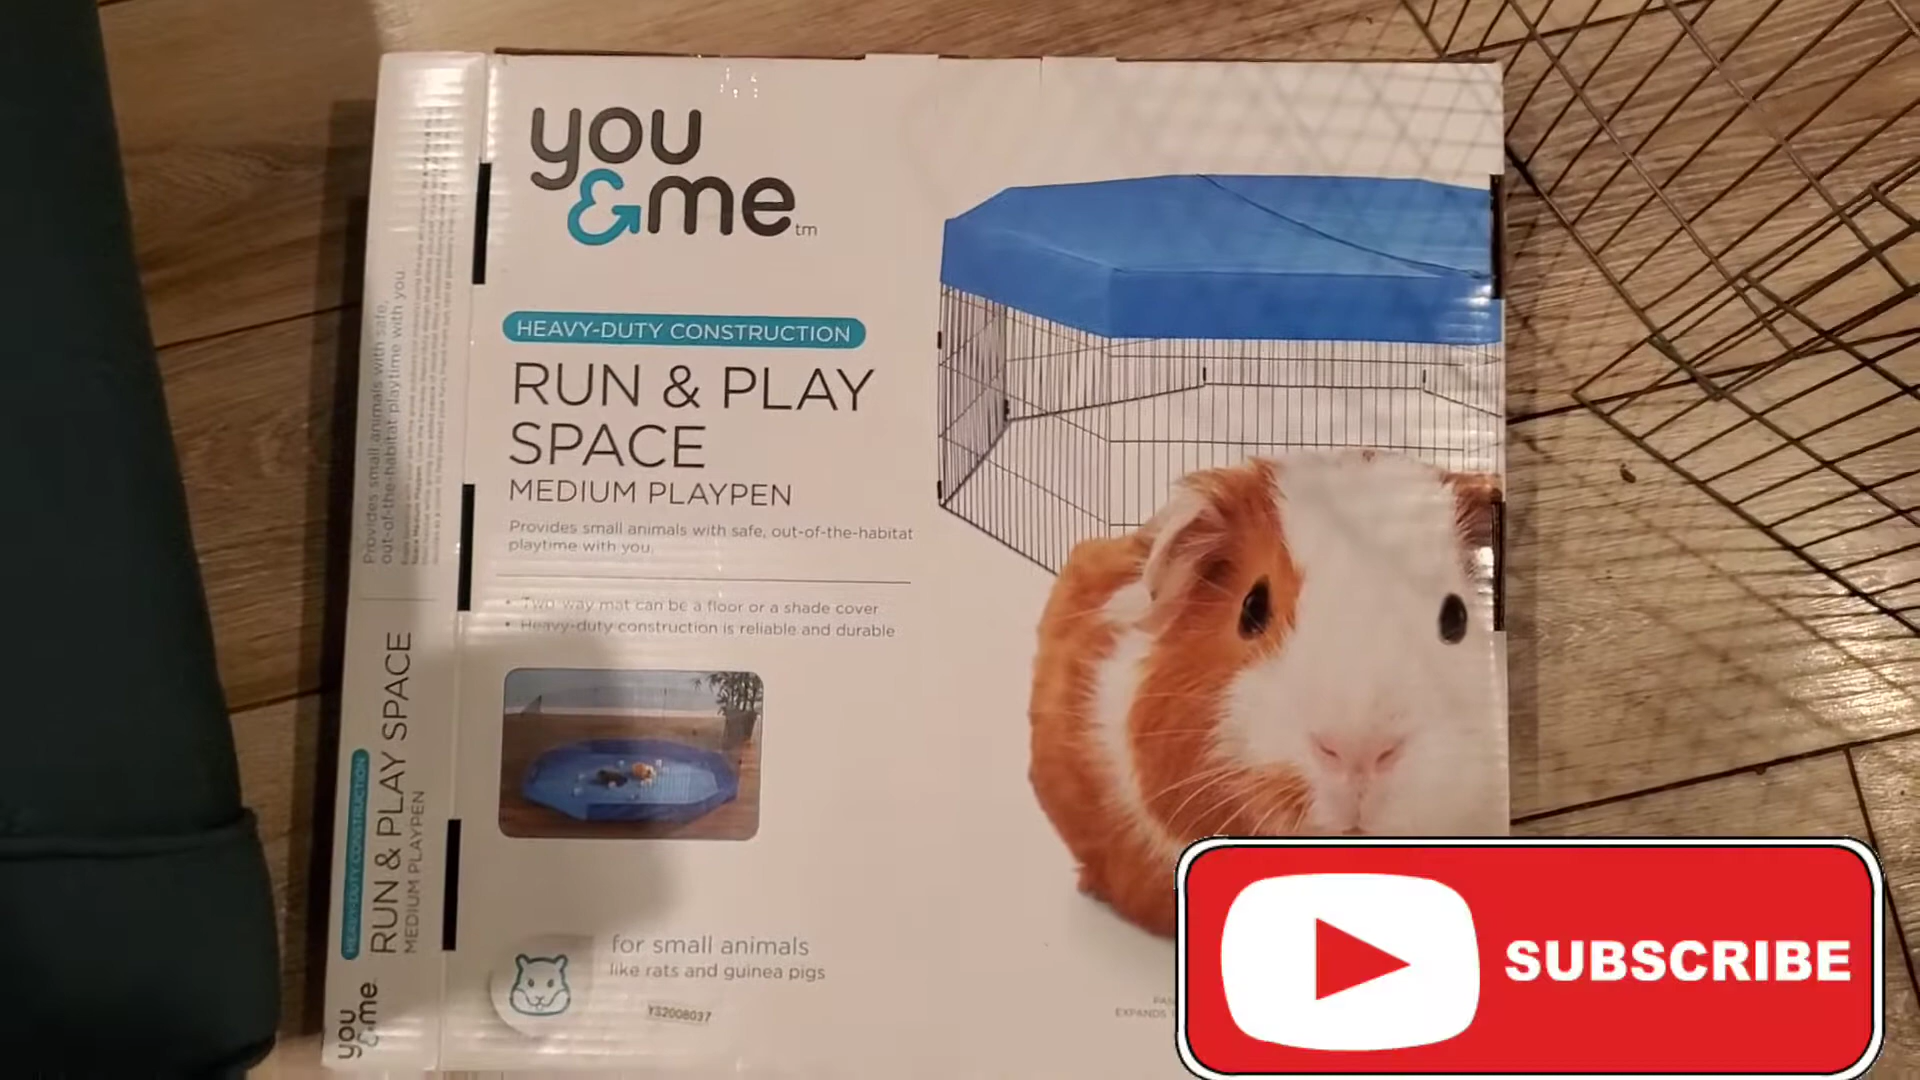 you
&me™
HEAVY-DUTY CONSTRUCTION
RUN & PLAY
SPACE
MEDIUM PLAYPEN
Provides small animals with safe, out-of-the-habitat
playtime with you.
• Two-way mat can be a floor or a shade cover
• Heavy-duty construction is reliable and durable
for small animals
like rats and guinea pigs
YS2008037
EXPANDS
Provides small animals with safe,
out-of-the-habitat playtime with you
HEAVY-DUTY CONSTRUCTION
RUN & PLAY SPACE
MEDIUM PLAYPEN
you
&me
SUBSCRIBE